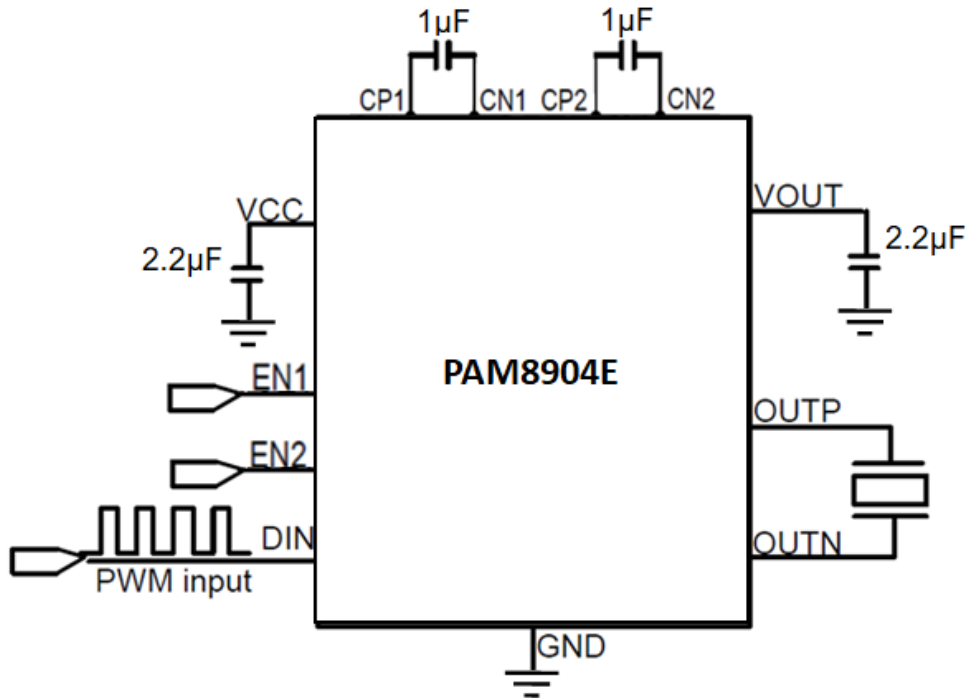 1µF 1µF
CP1 CN1 CP2 CN2
VCC VOUT
2.2µF 2.2µF
PAM8904E
EN1
OUTP
EN2
DIN OUTN
PWM input
GND